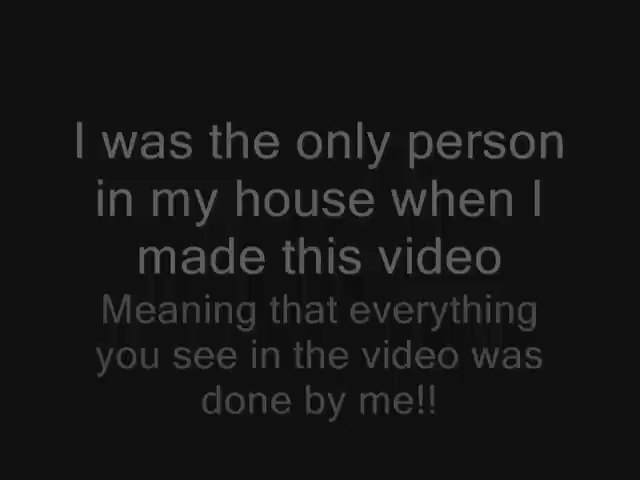 I was the only person
in my house when I
made this video
Meaning that everything
you see in the video was
done by me!!